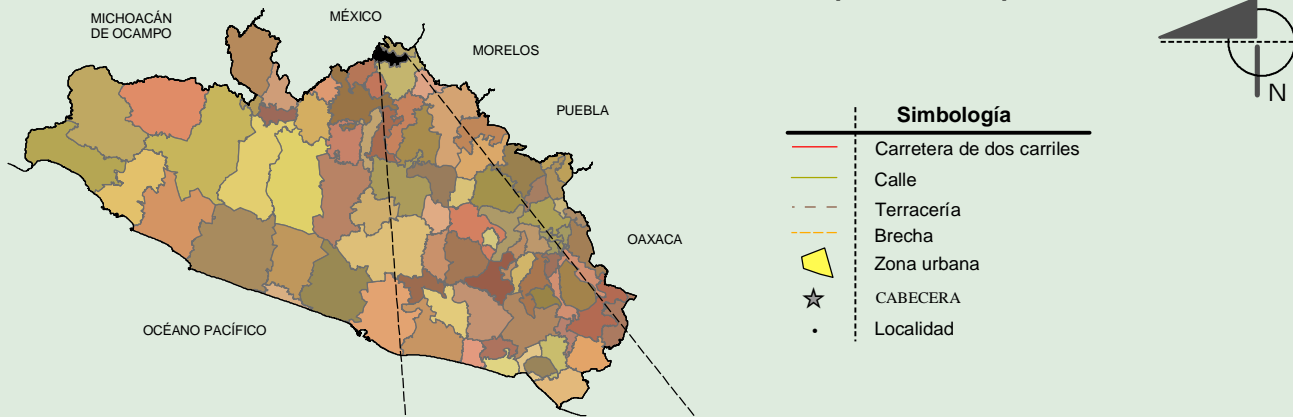 MICHOACÁN
DE OCAMPO
MÉXICO
MORELOS
PUEBLA
OAXACA
OCÉANO PACÍFICO
N
Simbología
Carretera de dos carriles
Calle
Terracería
Brecha
Zona urbana
CABECERA
Localidad